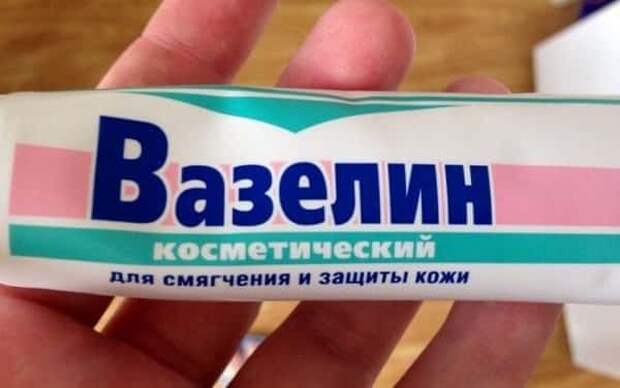 Вазелин
косметический
для смягчения и защиты кожи